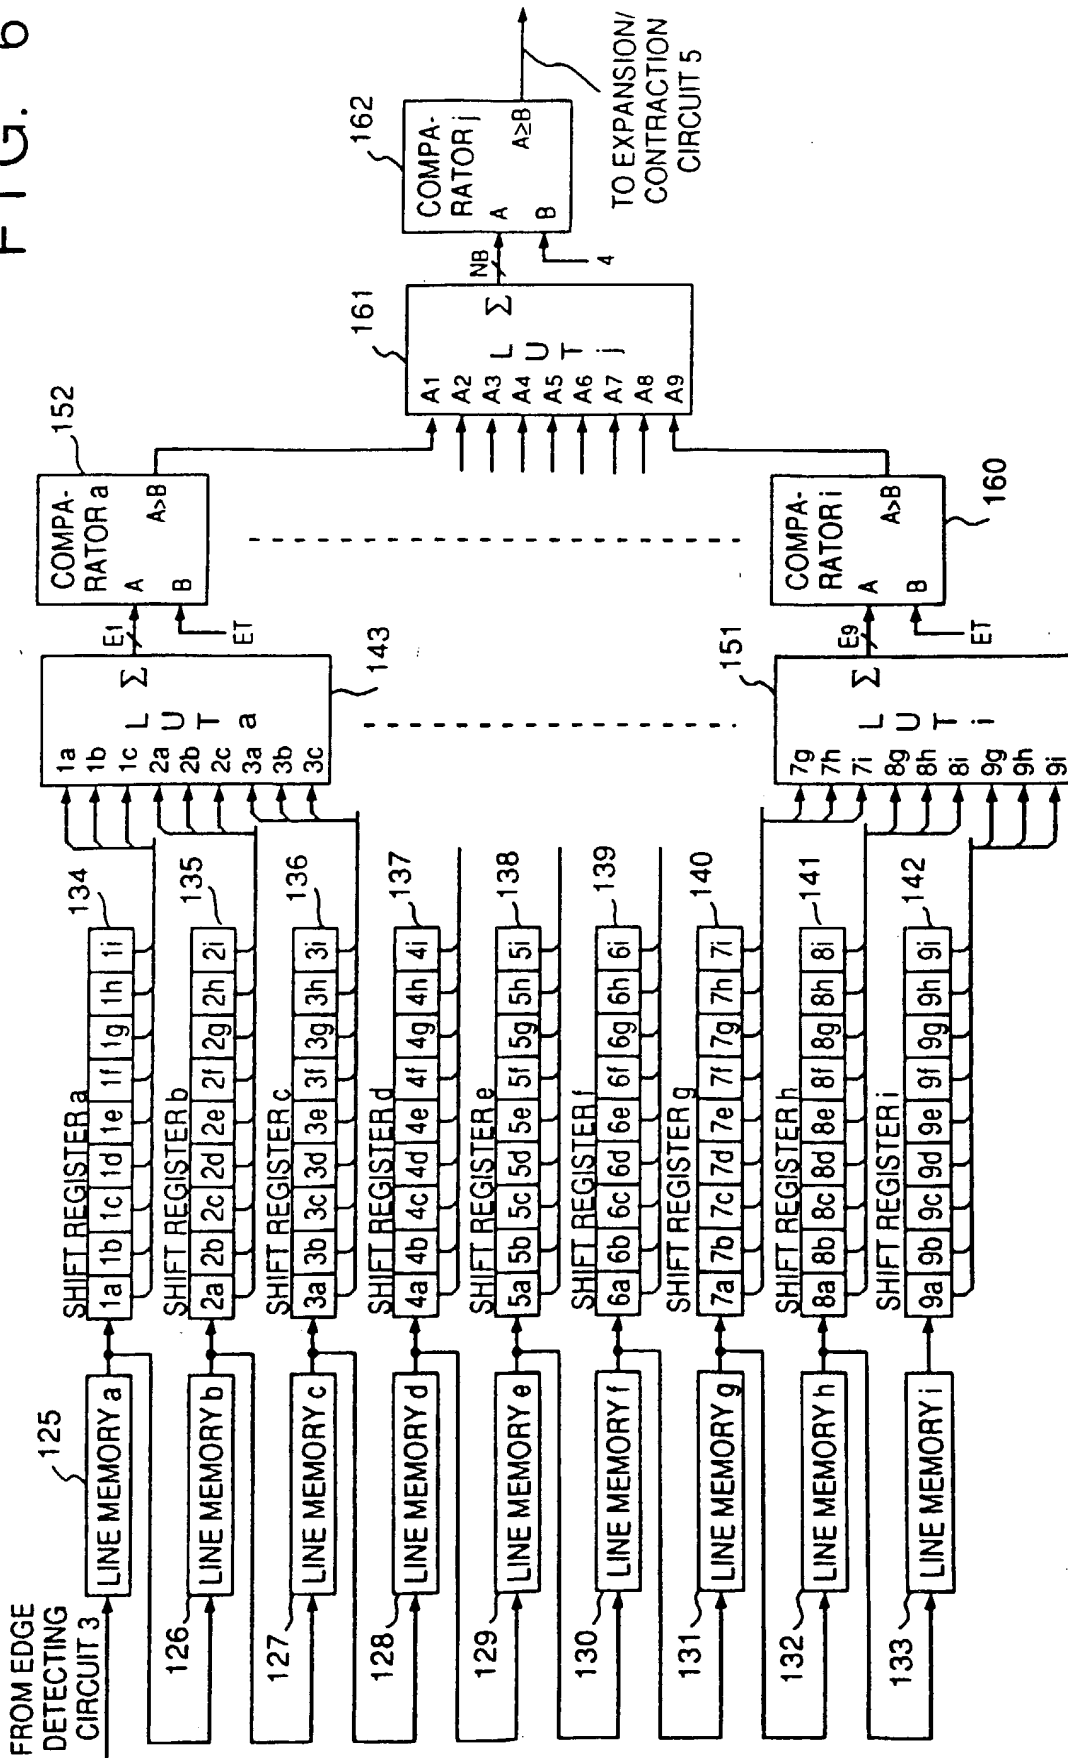 FIG. 6
FROM EDGE
DETECTING
CIRCUIT 3
125
LINE MEMORY a
126
LINE MEMORY b
127
LINE MEMORY c
128
LINE MEMORY d
129
LINE MEMORY e
130
LINE MEMORY f
131
LINE MEMORY g
132
LINE MEMORY h
133
LINE MEMORY i
SHIFT REGISTER a
134
1a 1b 1c 1d 1e 1f 1g 1h 1i
SHIFT REGISTER b
135
2a 2b 2c 2d 2e 2f 2g 2h 2i
SHIFT REGISTER c
136
3a 3b 3c 3d 3e 3f 3g 3h 3i
SHIFT REGISTER d
137
4a 4b 4c 4d 4e 4f 4g 4h 4i
SHIFT REGISTER e
138
5a 5b 5c 5d 5e 5f 5g 5h 5i
SHIFT REGISTER f
139
6a 6b 6c 6d 6e 6f 6g 6h 6i
SHIFT REGISTER g
140
7a 7b 7c 7d 7e 7f 7g 7h 7i
SHIFT REGISTER h
141
8a 8b 8c 8d 8e 8f 8g 8h 8i
SHIFT REGISTER i
142
9a 9b 9c 9d 9e 9f 9g 9h 9i
1a
1b
1c
2a
2b
2c
3a
3b
3c
LUT a
Σ
143
E1
ET
COMPA-
RATOR a
A
B
A>B
152
7g
7h
7i
8g
8h
8i
9g
9h
9i
LUT i
Σ
151
E9
ET
COMPA-
RATOR i
A
B
A>B
160
A1
A2
A3
A4
A5
A6
A7
A8
A9
LUT j
Σ
161
NB
4
COMPA-
RATOR j
A
B
A≥B
162
TO EXPANSION/
CONTRACTION
CIRCUIT 5